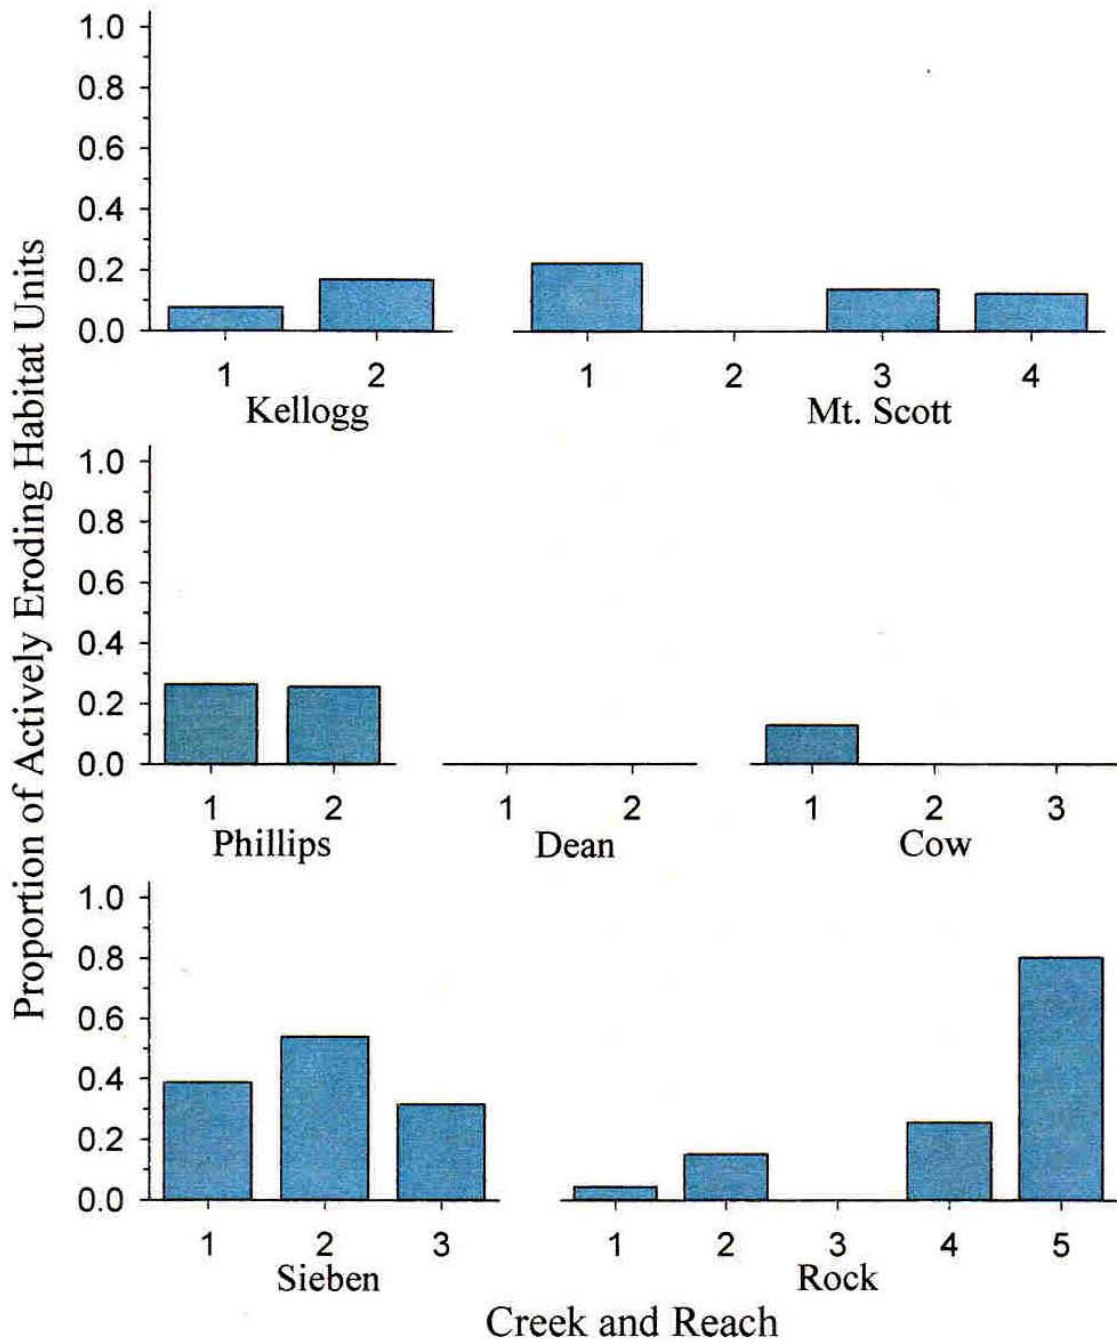 Proportion of Actively Eroding Habitat Units
1.0
0.8
0.6
0.4
0.2
0.0
1 2
Kellogg
1 2 3 4
Mt. Scott
1.0
0.8
0.6
0.4
0.2
0.0
1 2
Phillips
1 2
Dean
1 2 3
Cow
1.0
0.8
0.6
0.4
0.2
0.0
1 2 3
Sieben
1 2 3 4 5
Rock
Creek and Reach